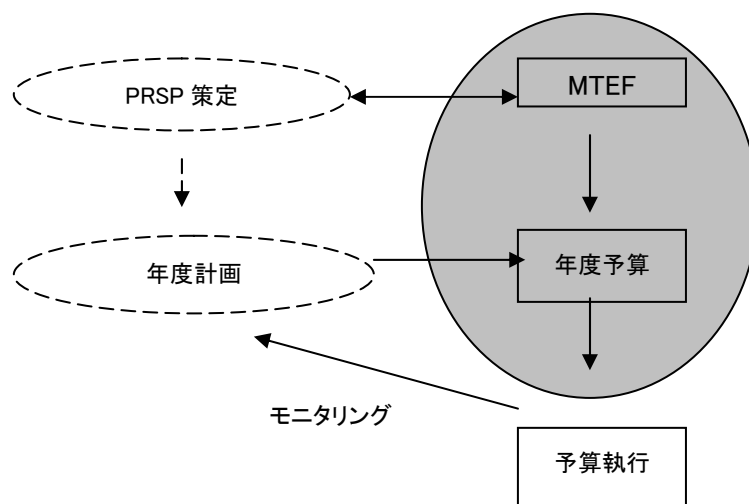 PRSP 策定
MTEF
年度計画
年度予算
モニタリング
予算執行